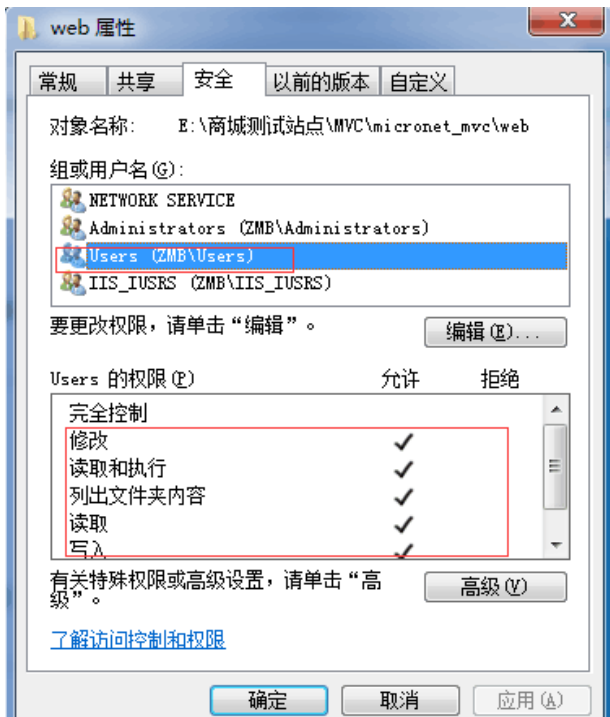 web 属性
常规 共享 安全 以前的版本 自定义
对象名称: E:\商城测试站点\MVC\micronet_mvc\web
组或用户名(G):
NETWORK SERVICE
Administrators (ZMB\Administrators)
Users (ZMB\Users)
IIS_IUSRS (ZMB\IIS_IUSRS)
要更改权限，请单击“编辑”。 编辑(E)...
Users 的权限(P) 允许 拒绝
完全控制
修改
读取和执行
列出文件夹内容
读取
写入
有关特殊权限或高级设置，请单击“高
级”。 高级(V)
了解访问控制和权限
确定 取消 应用(A)